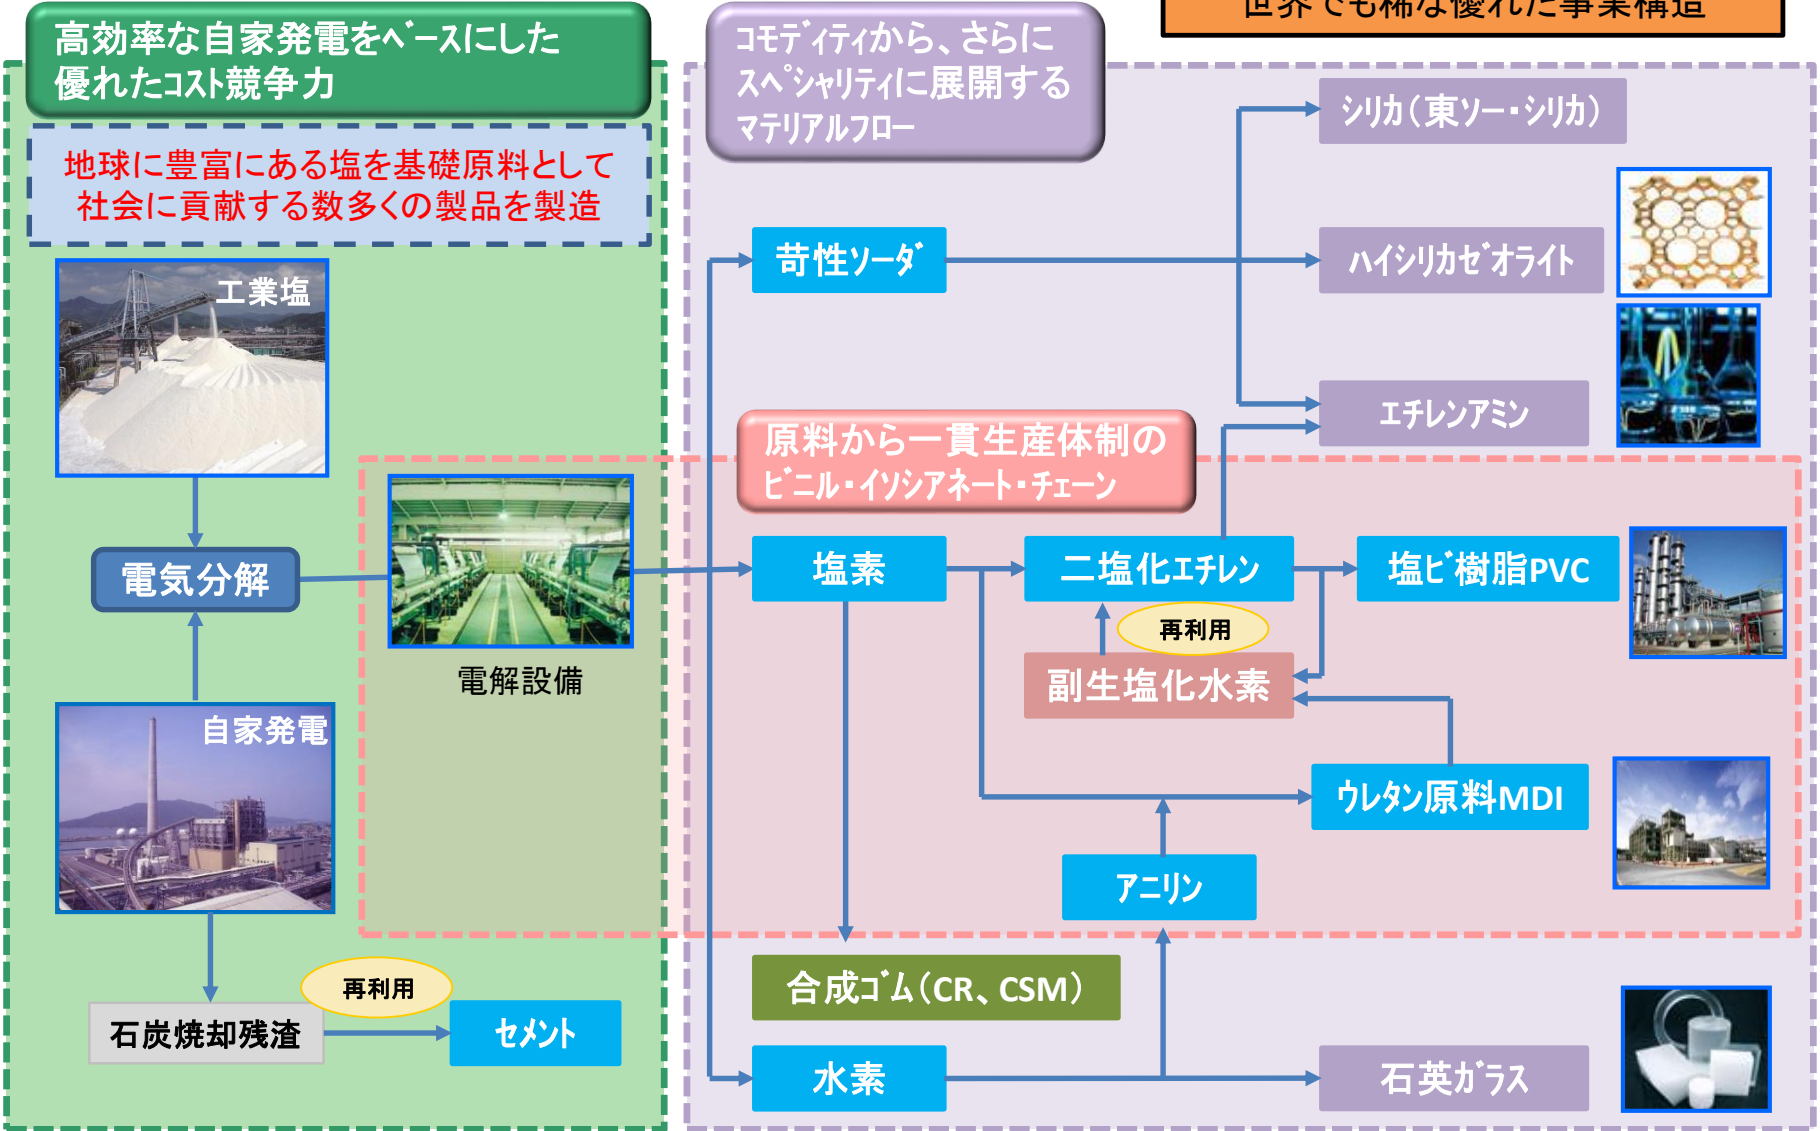 世界でも稀な優れた事業構造
高効率な自家発電をﾍﾞｰｽにした
優れたｺｽﾄ競争力
ｺﾓﾃﾞｨﾃｨから、さらに
ｽﾍﾟｼｬﾘﾃｨに展開する
ﾏﾃﾘｱﾙﾌﾛｰ
地球に豊富にある塩を基礎原料として
社会に貢献する数多くの製品を製造
工業塩
電気分解
自家発電
電解設備
石炭焼却残渣
再利用
セメント
苛性ｿｰﾀﾞ
シリカ（東ソー・シリカ）
ﾊｲｼﾘｶｾﾞｵﾗｲﾄ
エチレンアミン
原料から一貫生産体制の
ﾋﾞﾆﾙ・ｲｿｼｱﾈｰﾄ・ﾁｪｰﾝ
塩素
二塩化ｴﾁﾚﾝ
塩ﾋﾞ樹脂PVC
再利用
副生塩化水素
ｳﾚﾀﾝ原料MDI
アニリン
合成ｺﾞﾑ（CR、CSM）
水素
石英ｶﾞﾗｽ